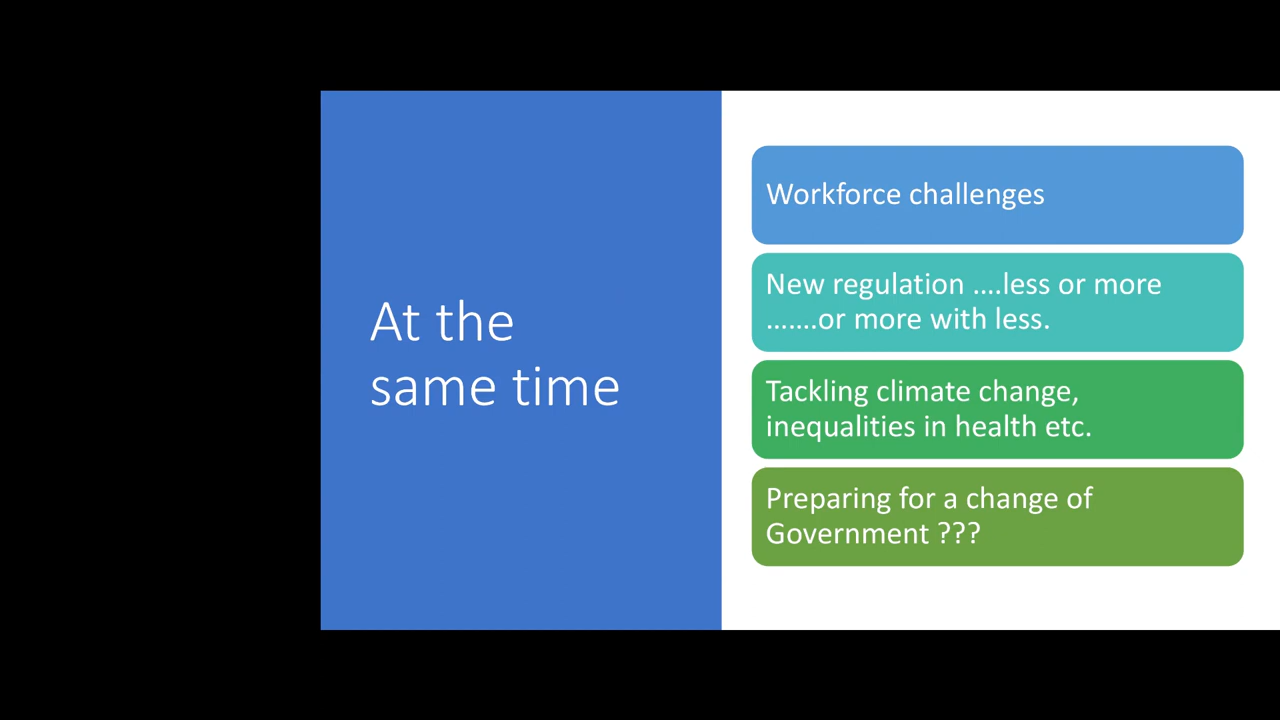 At the
same time
Workforce challenges
New regulation ....less or more
.......or more with less.
Tackling climate change,
inequalities in health etc.
Preparing for a change of
Government ???